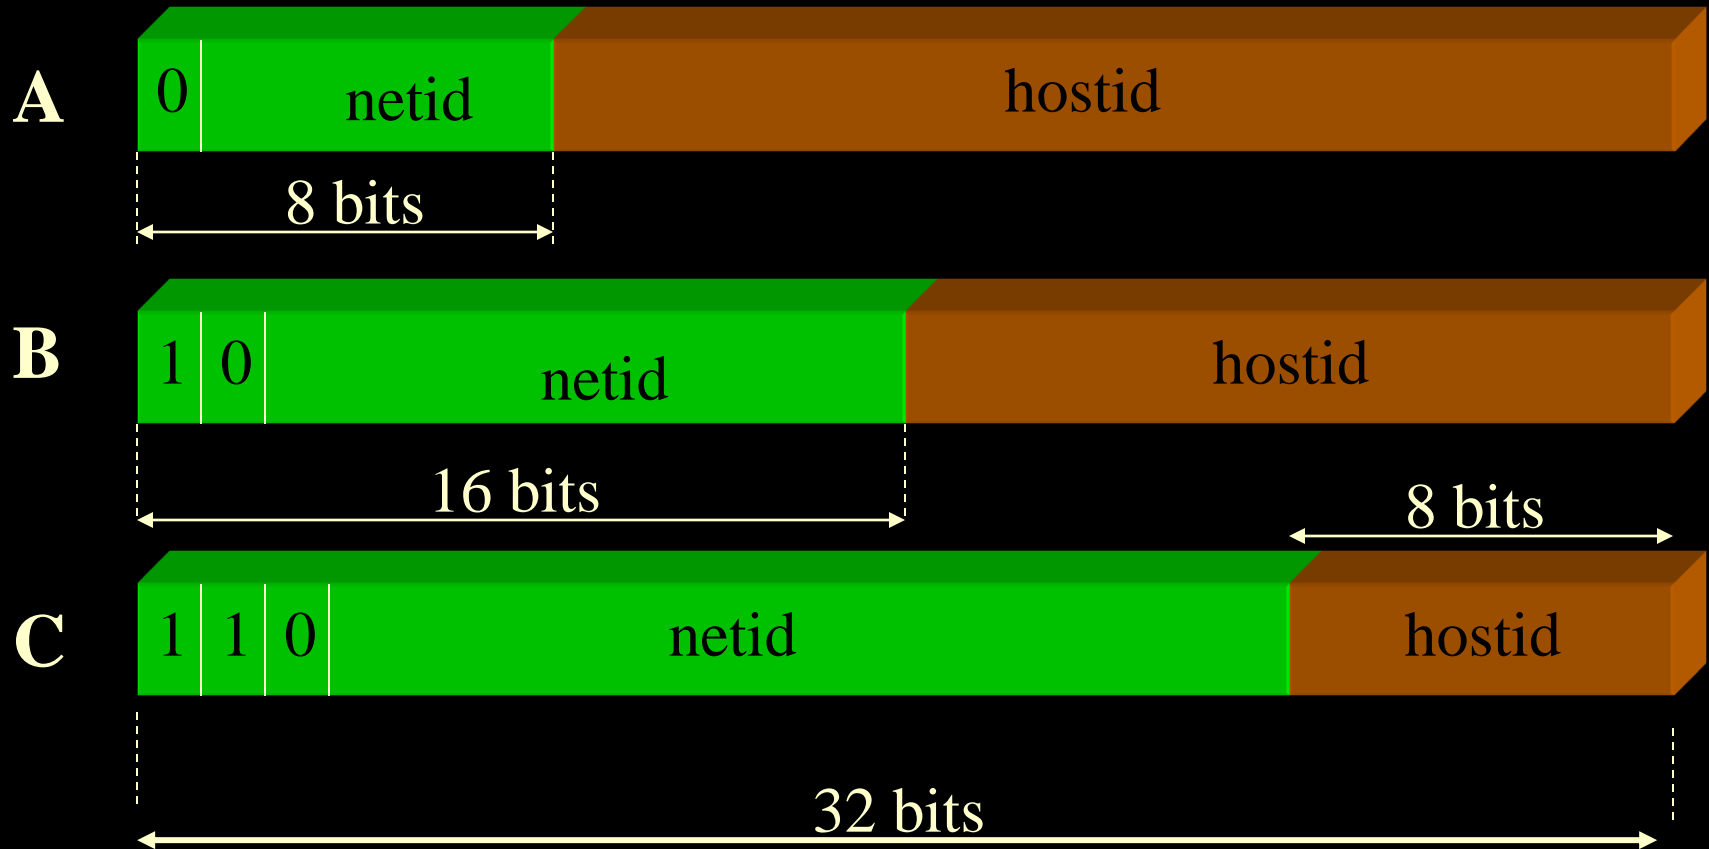 A 0 netid hostid
8 bits
B 1 0 netid hostid
16 bits
8 bits
C 1 1 0 netid hostid
32 bits